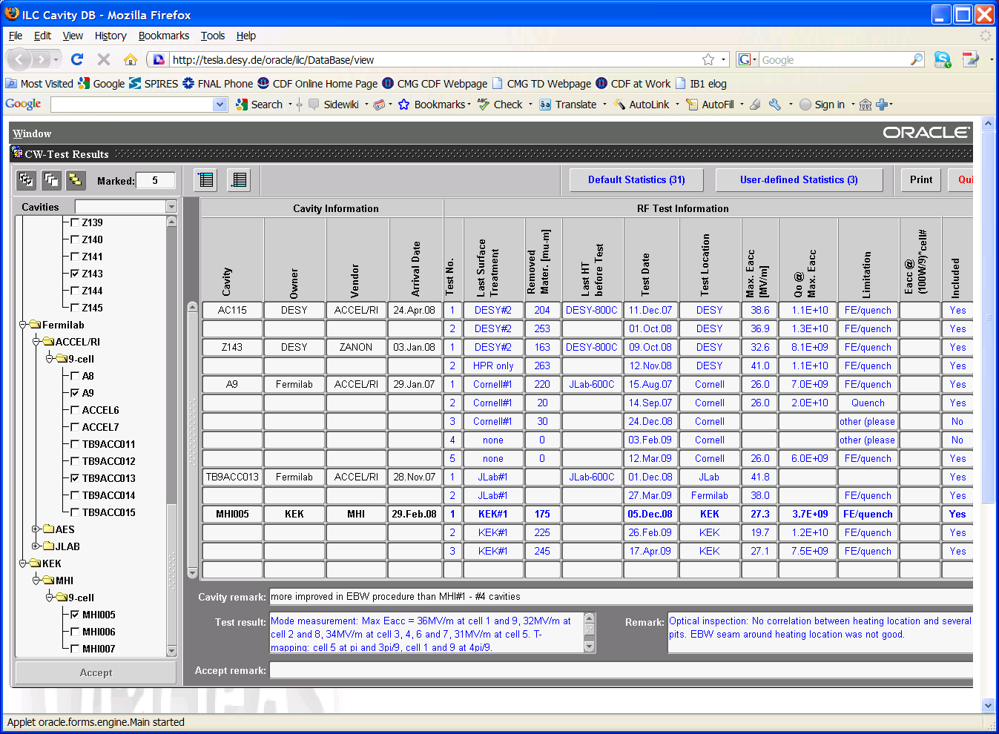 ILC Cavity DB - Mozilla Firefox
File Edit View History Bookmarks Tools Help
http://tesla.desy.de/oracle/ilc/DataBase/view Google
Most Visited Google SPIRES FNAL Phone CDF Online Home Page CMG CDF Webpage CMG TD Webpage CDF at Work IB1 elog
Google Search Sidewiki Bookmarks Check Translate AutoLink AutoFill Sign in
Window ORACLE
CW-Test Results
Marked: 5 Default Statistics (31) User-defined Statistics (3) Print Qui
Cavities
Z139
Z140
Z141
Z143
Z144
Z145
Fermilab
ACCEL/RI
9-cell
A8
A9
ACCEL6
ACCEL7
TB9ACC011
TB9ACC012
TB9ACC013
TB9ACC014
TB9ACC015
AES
JLAB
KEK
MHI
9-cell
MHI005
MHI006
MHI007
Accept
Cavity Information RF Test Information
Cavity Owner Vendor Arrival Date Test No. Last Surface Treatment Removed Mater. [mu-m] Last HT before Test Test Date Test Location Max. Eacc [MV/m] Qo @ Max. Eacc Limitation Eacc @ (100W/9)*cell# Included
AC115 DESY ACCEL/RI 24.Apr.08 1 DESY#2 204 DESY-800C 11.Dec.07 DESY 38.6 1.1E+10 FE/quench Yes
2 DESY#2 253 01.Oct.08 DESY 36.9 1.3E+10 FE/quench Yes
Z143 DESY ZANON 03.Jan.08 1 DESY#2 163 DESY-800C 09.Oct.08 DESY 32.6 8.1E+09 FE/quench Yes
2 HPR only 263 12.Nov.08 DESY 41.0 1.1E+10 FE/quench Yes
A9 Fermilab ACCEL/RI 29.Jan.07 1 Cornell#1 220 JLab-600C 15.Aug.07 Cornell 26.0 7.0E+09 FE/quench Yes
2 Cornell#1 20 14.Sep.07 Cornell 26.0 2.0E+10 Quench Yes
3 Cornell#1 30 24.Dec.08 Cornell other (please No
4 none 0 03.Feb.09 Cornell other (please No
5 none 0 12.Mar.09 Cornell 26.0 6.0E+09 FE/quench Yes
TB9ACC013 Fermilab ACCEL/RI 28.Nov.07 1 JLab#1 JLab-600C 01.Dec.08 JLab 41.8 Yes
2 JLab#1 27.Mar.09 Fermilab 38.0 FE/quench Yes
MHI005 KEK MHI 29.Feb.08 1 KEK#1 175 05.Dec.08 KEK 27.3 3.7E+09 FE/quench Yes
2 KEK#1 225 26.Feb.09 KEK 19.7 1.2E+10 FE/quench Yes
3 KEK#1 245 17.Apr.09 KEK 27.1 7.5E+09 FE/quench Yes
Cavity remark: more improved in EBW procedure than MHI#1 - #4 cavities
Test result: Mode measurement: Max Eacc = 36MV/m at cell 1 and 9, 32MV/m at
cell 2 and 8, 34MV/m at cell 3, 4, 6 and 7, 31MV/m at cell 5. T-
mapping: cell 5 at pi and 3pi/9, cell 1 and 9 at 4pi/9.
Remark: Optical inspection: No correlation between heating location and several
pits. EBW seam around heating location was not good.
Accept remark:
Applet oracle.forms.engine.Main started